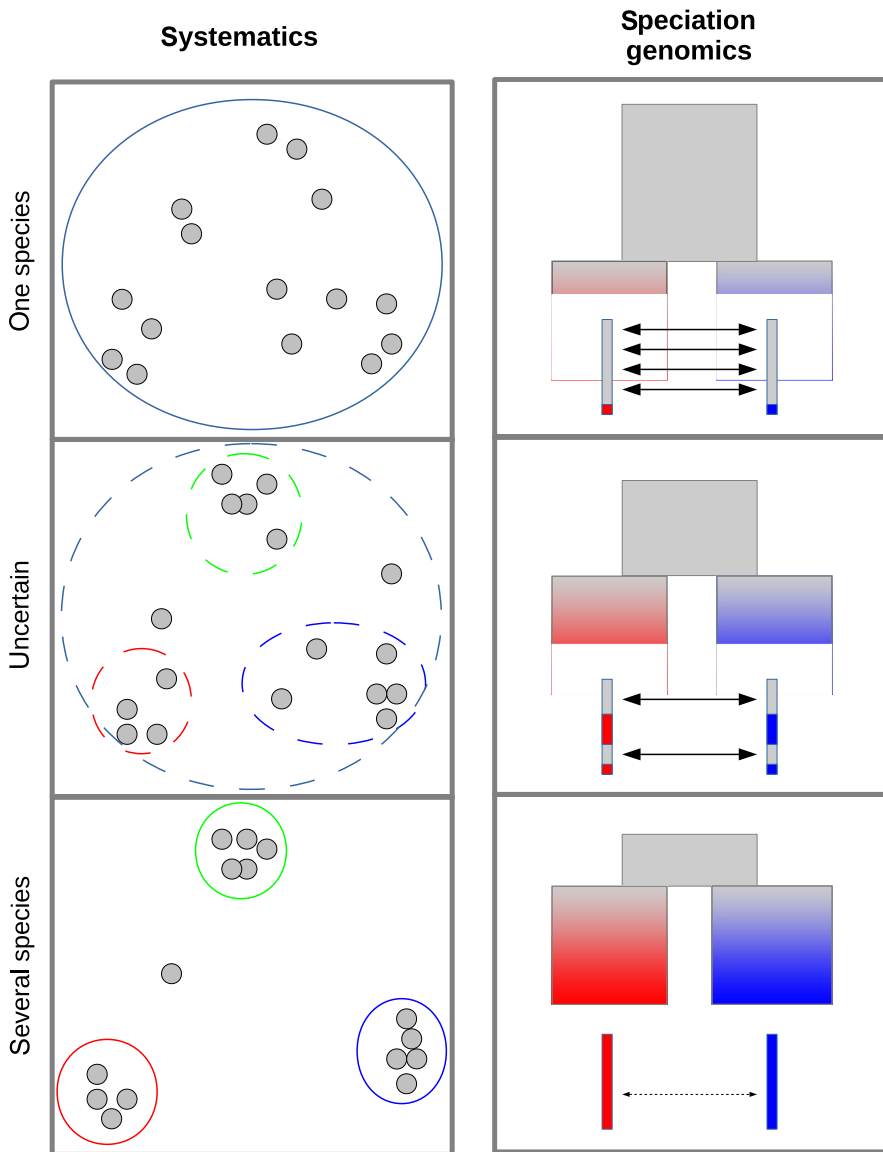 Systematics
Speciation
genomics
One species
Uncertain
Several species